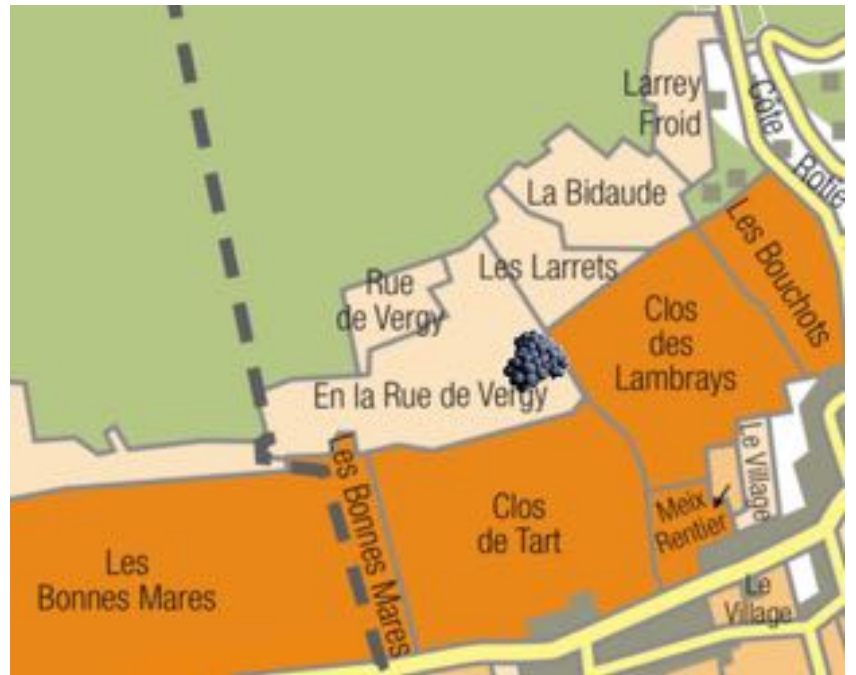 Larrey
Froid
Côte
Rotie
La Bidaude
Les Bouchots
Les Larrets
Rue
de Vergy
Clos
des
Lambrays
En la Rue de Vergy
Le Village
Les Bonnes Mares
Clos
de Tart
Meix
Rentier
Les
Bonnes Mares
Le
Village